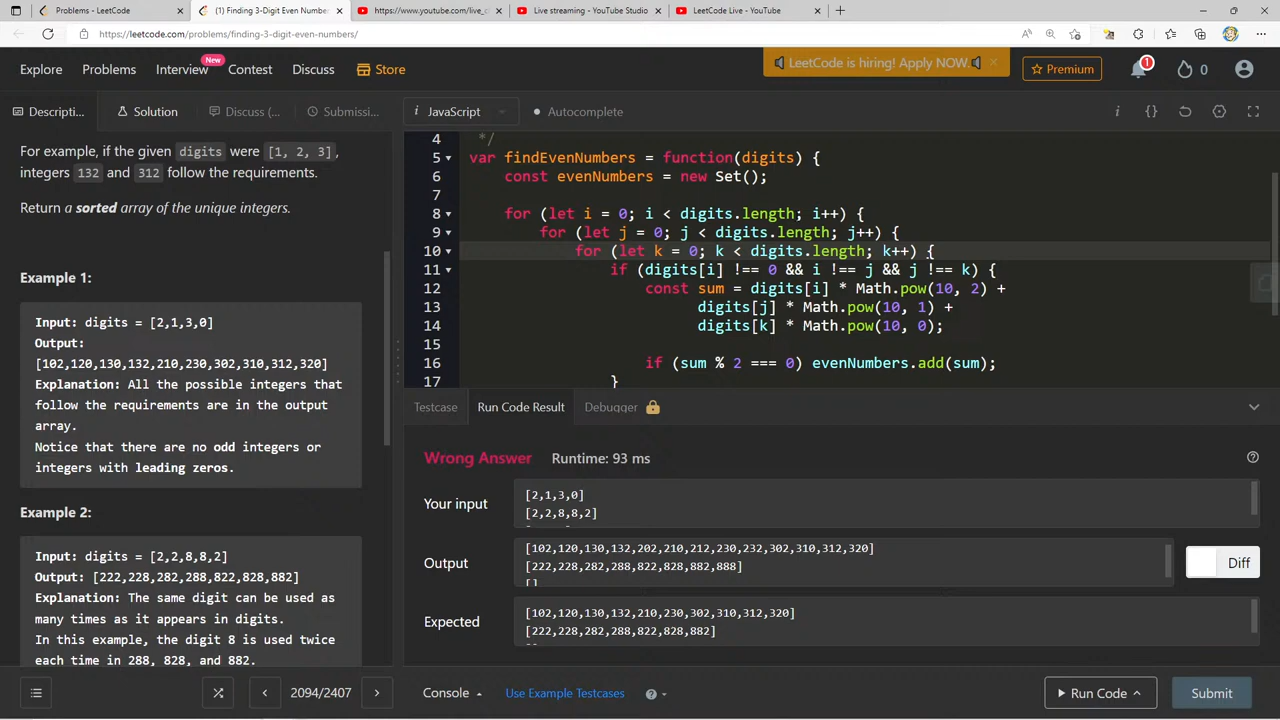 Problems - LeetCode
(1) Finding 3-Digit Even Number
https://www.youtube.com/live_c
Live streaming - YouTube Studio
LeetCode Live - YouTube
https://leetcode.com/problems/finding-3-digit-even-numbers/
Explore
Problems
Interview
New
Contest
Discuss
Store
LeetCode is hiring! Apply NOW.
Premium
1
0
Descripti...
Solution
Discuss (...
Submissi...
i JavaScript
Autocomplete
For example, if the given digits were [1, 2, 3],
integers 132 and 312 follow the requirements.
Return a sorted array of the unique integers.
Example 1:
Input: digits = [2,1,3,0]
Output:
[102,120,130,132,210,230,302,310,312,320]
Explanation: All the possible integers that
follow the requirements are in the output
array.
Notice that there are no odd integers or
integers with leading zeros.
Example 2:
Input: digits = [2,2,8,8,2]
Output: [222,228,282,288,822,828,882]
Explanation: The same digit can be used as
many times as it appears in digits.
In this example, the digit 8 is used twice
each time in 288, 828, and 882.
4 */
5 var findEvenNumbers = function(digits) {
6 const evenNumbers = new Set();
7
8 for (let i = 0; i < digits.length; i++) {
9 for (let j = 0; j < digits.length; j++) {
10 for (let k = 0; k < digits.length; k++) {
11 if (digits[i] !== 0 && i !== j && j !== k) {
12 const sum = digits[i] * Math.pow(10, 2) +
13 digits[j] * Math.pow(10, 1) +
14 digits[k] * Math.pow(10, 0);
15
16 if (sum % 2 === 0) evenNumbers.add(sum);
17 }
Testcase
Run Code Result
Debugger
Wrong Answer
Runtime: 93 ms
Your input
[2,1,3,0]
[2,2,8,8,2]
Output
[102,120,130,132,202,210,212,230,232,302,310,312,320]
[222,228,282,288,822,828,882,888]
[]
Diff
Expected
[102,120,130,132,210,230,302,310,312,320]
[222,228,282,288,822,828,882]
2094/2407
Console
Use Example Testcases
Run Code
Submit